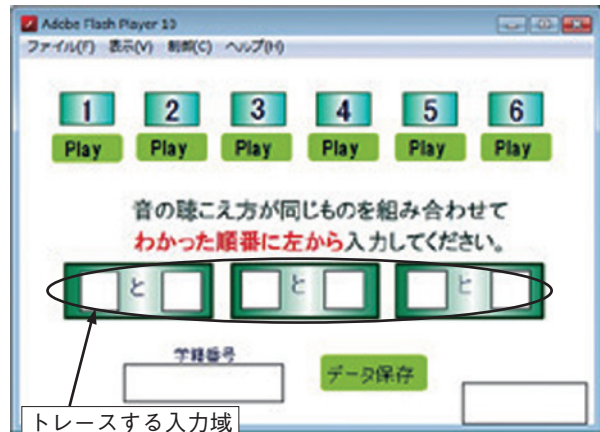 Adobe Flash Player 10
ファイル(F) 表示(V) 制御(C) ヘルプ(H)
1 2 3 4 5 6
Play Play Play Play Play Play
音の聴こえ方が同じものを組み合わせて
わかった順番に左から入力してください。
と と と
学籍番号
データ保存
トレースする入力域